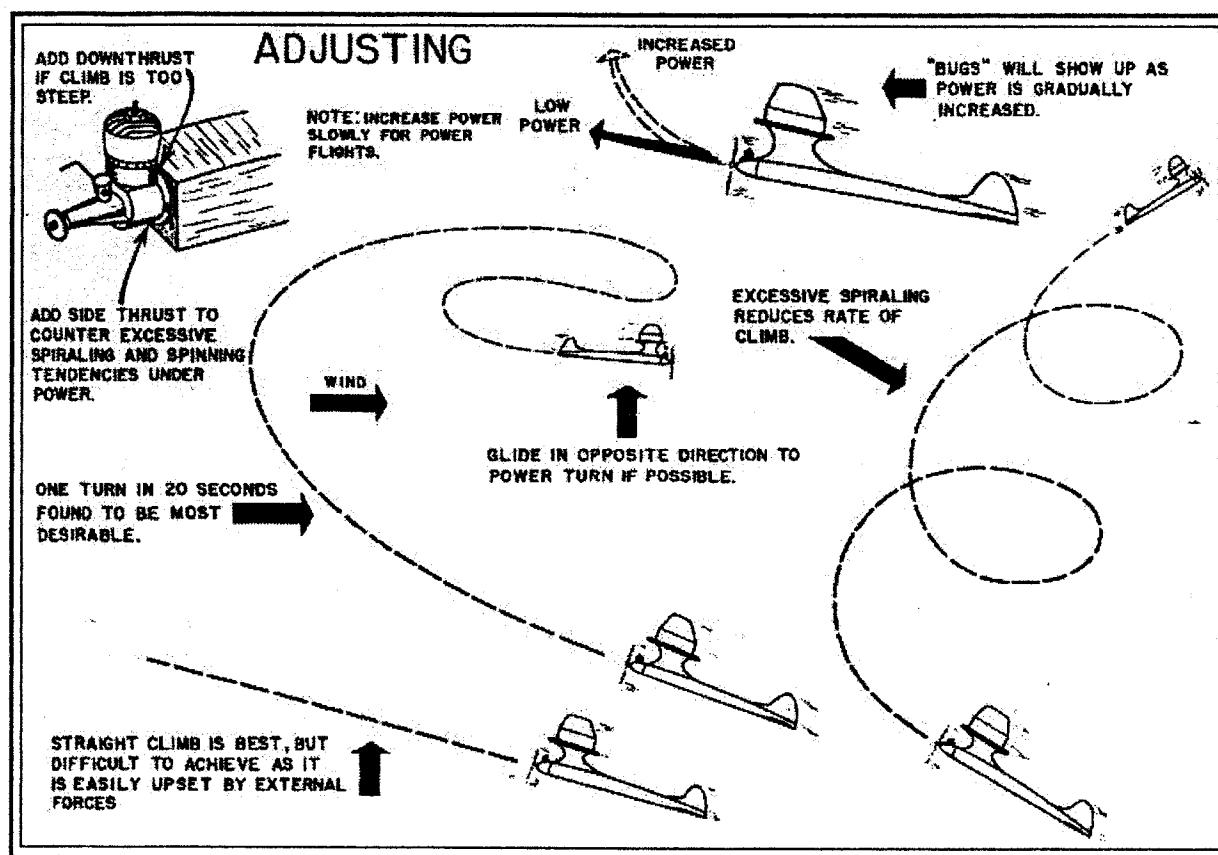 ADJUSTING
ADD DOWNTHRUST
IF CLIMB IS TOO
STEEP.
NOTE: INCREASE POWER
SLOWLY FOR POWER
FLIGHTS.
INCREASED
POWER
LOW
POWER
"BUGS" WILL SHOW UP AS
POWER IS GRADUALLY
INCREASED.
ADD SIDE THRUST TO
COUNTER EXCESSIVE
SPIRALING AND SPINNING
TENDENCIES UNDER
POWER.
WIND
EXCESSIVE SPIRALING
REDUCES RATE OF
CLIMB.
GLIDE IN OPPOSITE DIRECTION TO
POWER TURN IF POSSIBLE.
ONE TURN IN 20 SECONDS
FOUND TO BE MOST
DESIRABLE.
STRAIGHT CLIMB IS BEST, BUT
DIFFICULT TO ACHIEVE AS IT
IS EASILY UPSET BY EXTERNAL
FORCES